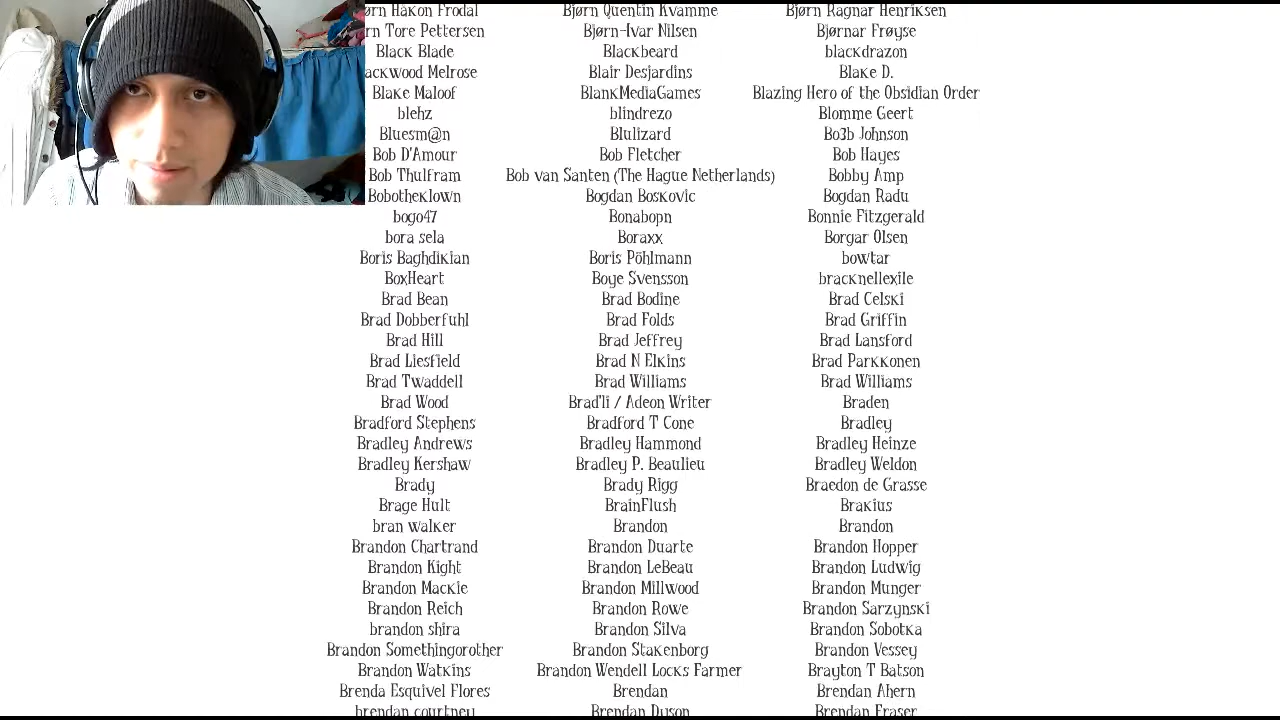 ørn Håkon Frodal Bjørn Quentin Kvamme Bjørn Ragnar Henriksen
rn Tore Pettersen Bjørn-Ivar Nilsen Bjørnar Frøyse
Black Blade Blackbeard blackdrazon
ackwood Melrose Blair Desjardins Blake D.
Blake Maloof BlankMediaGames Blazing Hero of the Obsidian Order
blehz blindrezo Blomme Geert
Bluesm@n Blulizard Bo3b Johnson
Bob D'Amour Bob Fletcher Bob Hayes
Bob Thulfram Bob van Santen (The Hague Netherlands) Bobby Amp
Bobotheklown Bogdan Boskovic Bogdan Radu
bogo47 Bonabopn Bonnie Fitzgerald
bora sela Boraxx Borgar Olsen
Boris Baghdikian Boris Pöhlmann bowtar
BoxHeart Boye Svensson bracknellexile
Brad Bean Brad Bodine Brad Celski
Brad Dobberfuhl Brad Folds Brad Griffin
Brad Hill Brad Jeffrey Brad Lansford
Brad Liesfield Brad N Elkins Brad Parkkonen
Brad Twaddell Brad Williams Brad Williams
Brad Wood Brad'li / Adeon Writer Braden
Bradford Stephens Bradford T Cone Bradley
Bradley Andrews Bradley Hammond Bradley Heinze
Bradley Kershaw Bradley P. Beaulieu Bradley Weldon
Brady Brady Rigg Braedon de Grasse
Brage Hult BrainFlush Brakius
bran walker Brandon Brandon
Brandon Chartrand Brandon Duarte Brandon Hopper
Brandon Kight Brandon LeBeau Brandon Ludwig
Brandon Mackie Brandon Millwood Brandon Munger
Brandon Reich Brandon Rowe Brandon Sarzynski
brandon shira Brandon Silva Brandon Sobotka
Brandon Somethingorother Brandon Stakenborg Brandon Vessey
Brandon Watkins Brandon Wendell Locks Farmer Brayton T Batson
Brenda Esquivel Flores Brendan Brendan Ahern
brendan courtney Brendan Dyson Brendan Fraser